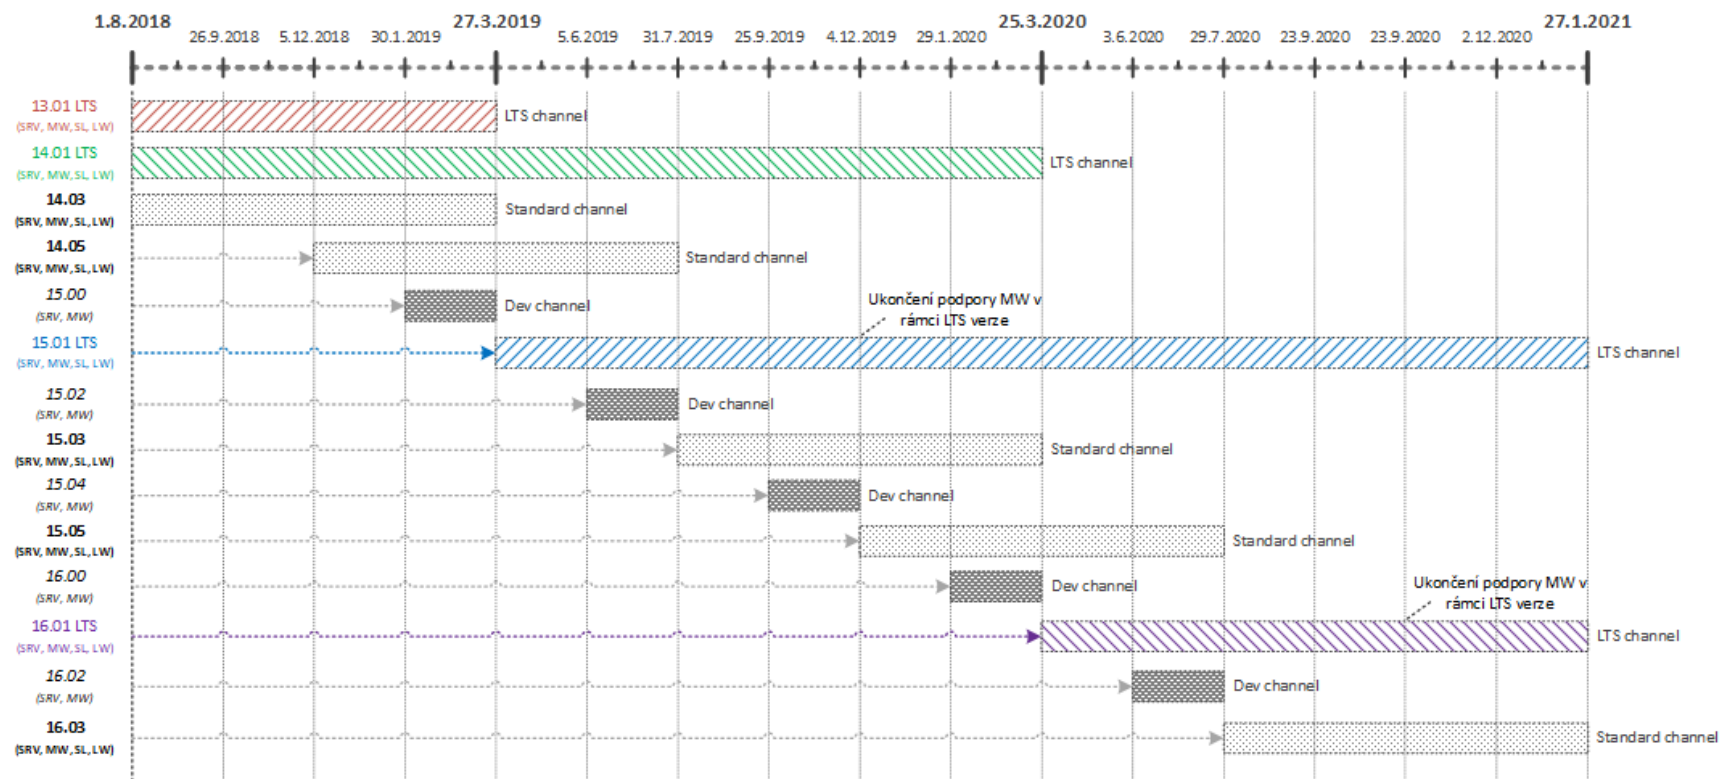 1.8.2018
27.3.2019
25.3.2020
27.1.2021
26.9.2018
5.12.2018
30.1.2019
5.6.2019
31.7.2019
25.9.2019
4.12.2019
29.1.2020
3.6.2020
29.7.2020
23.9.2020
23.9.2020
2.12.2020
13.01 LTS
(SRV, MW, SL, LW)
LTS channel
14.01 LTS
(SRV, MW, SL, LW)
LTS channel
14.03
(SRV, MW, SL, LW)
Standard channel
14.05
(SRV, MW, SL, LW)
Standard channel
15.00
(SRV, MW)
Dev channel
Ukončení podpory MW v
rámci LTS verze
15.01 LTS
(SRV, MW, SL, LW)
LTS channel
15.02
(SRV, MW)
Dev channel
15.03
(SRV, MW, SL, LW)
Standard channel
15.04
(SRV, MW)
Dev channel
15.05
(SRV, MW, SL, LW)
Standard channel
16.00
(SRV, MW)
Dev channel
Ukončení podpory MW v
rámci LTS verze
16.01 LTS
(SRV, MW, SL, LW)
LTS channel
16.02
(SRV, MW)
Dev channel
16.03
(SRV, MW, SL, LW)
Standard channel